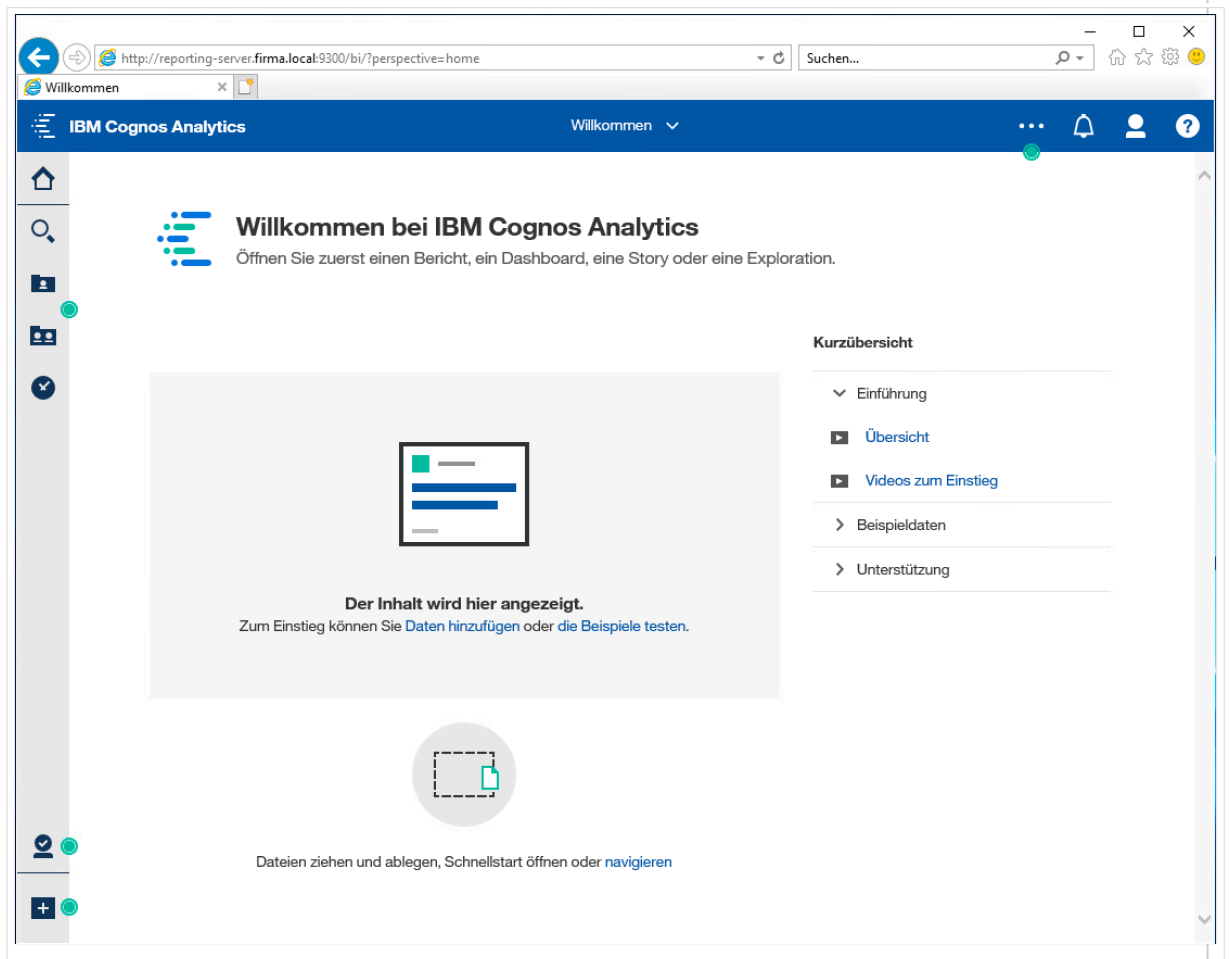 http://reporting-server.firma.local:9300/bi/?perspective=home
Suchen...
Willkommen
IBM Cognos Analytics
Willkommen
?
Willkommen bei IBM Cognos Analytics
Öffnen Sie zuerst einen Bericht, ein Dashboard, eine Story oder eine Exploration.
Kurzübersicht
Einführung
Übersicht
Videos zum Einstieg
Beispieldaten
Unterstützung
Der Inhalt wird hier angezeigt.
Zum Einstieg können Sie Daten hinzufügen oder die Beispiele testen.
Dateien ziehen und ablegen, Schnellstart öffnen oder navigieren